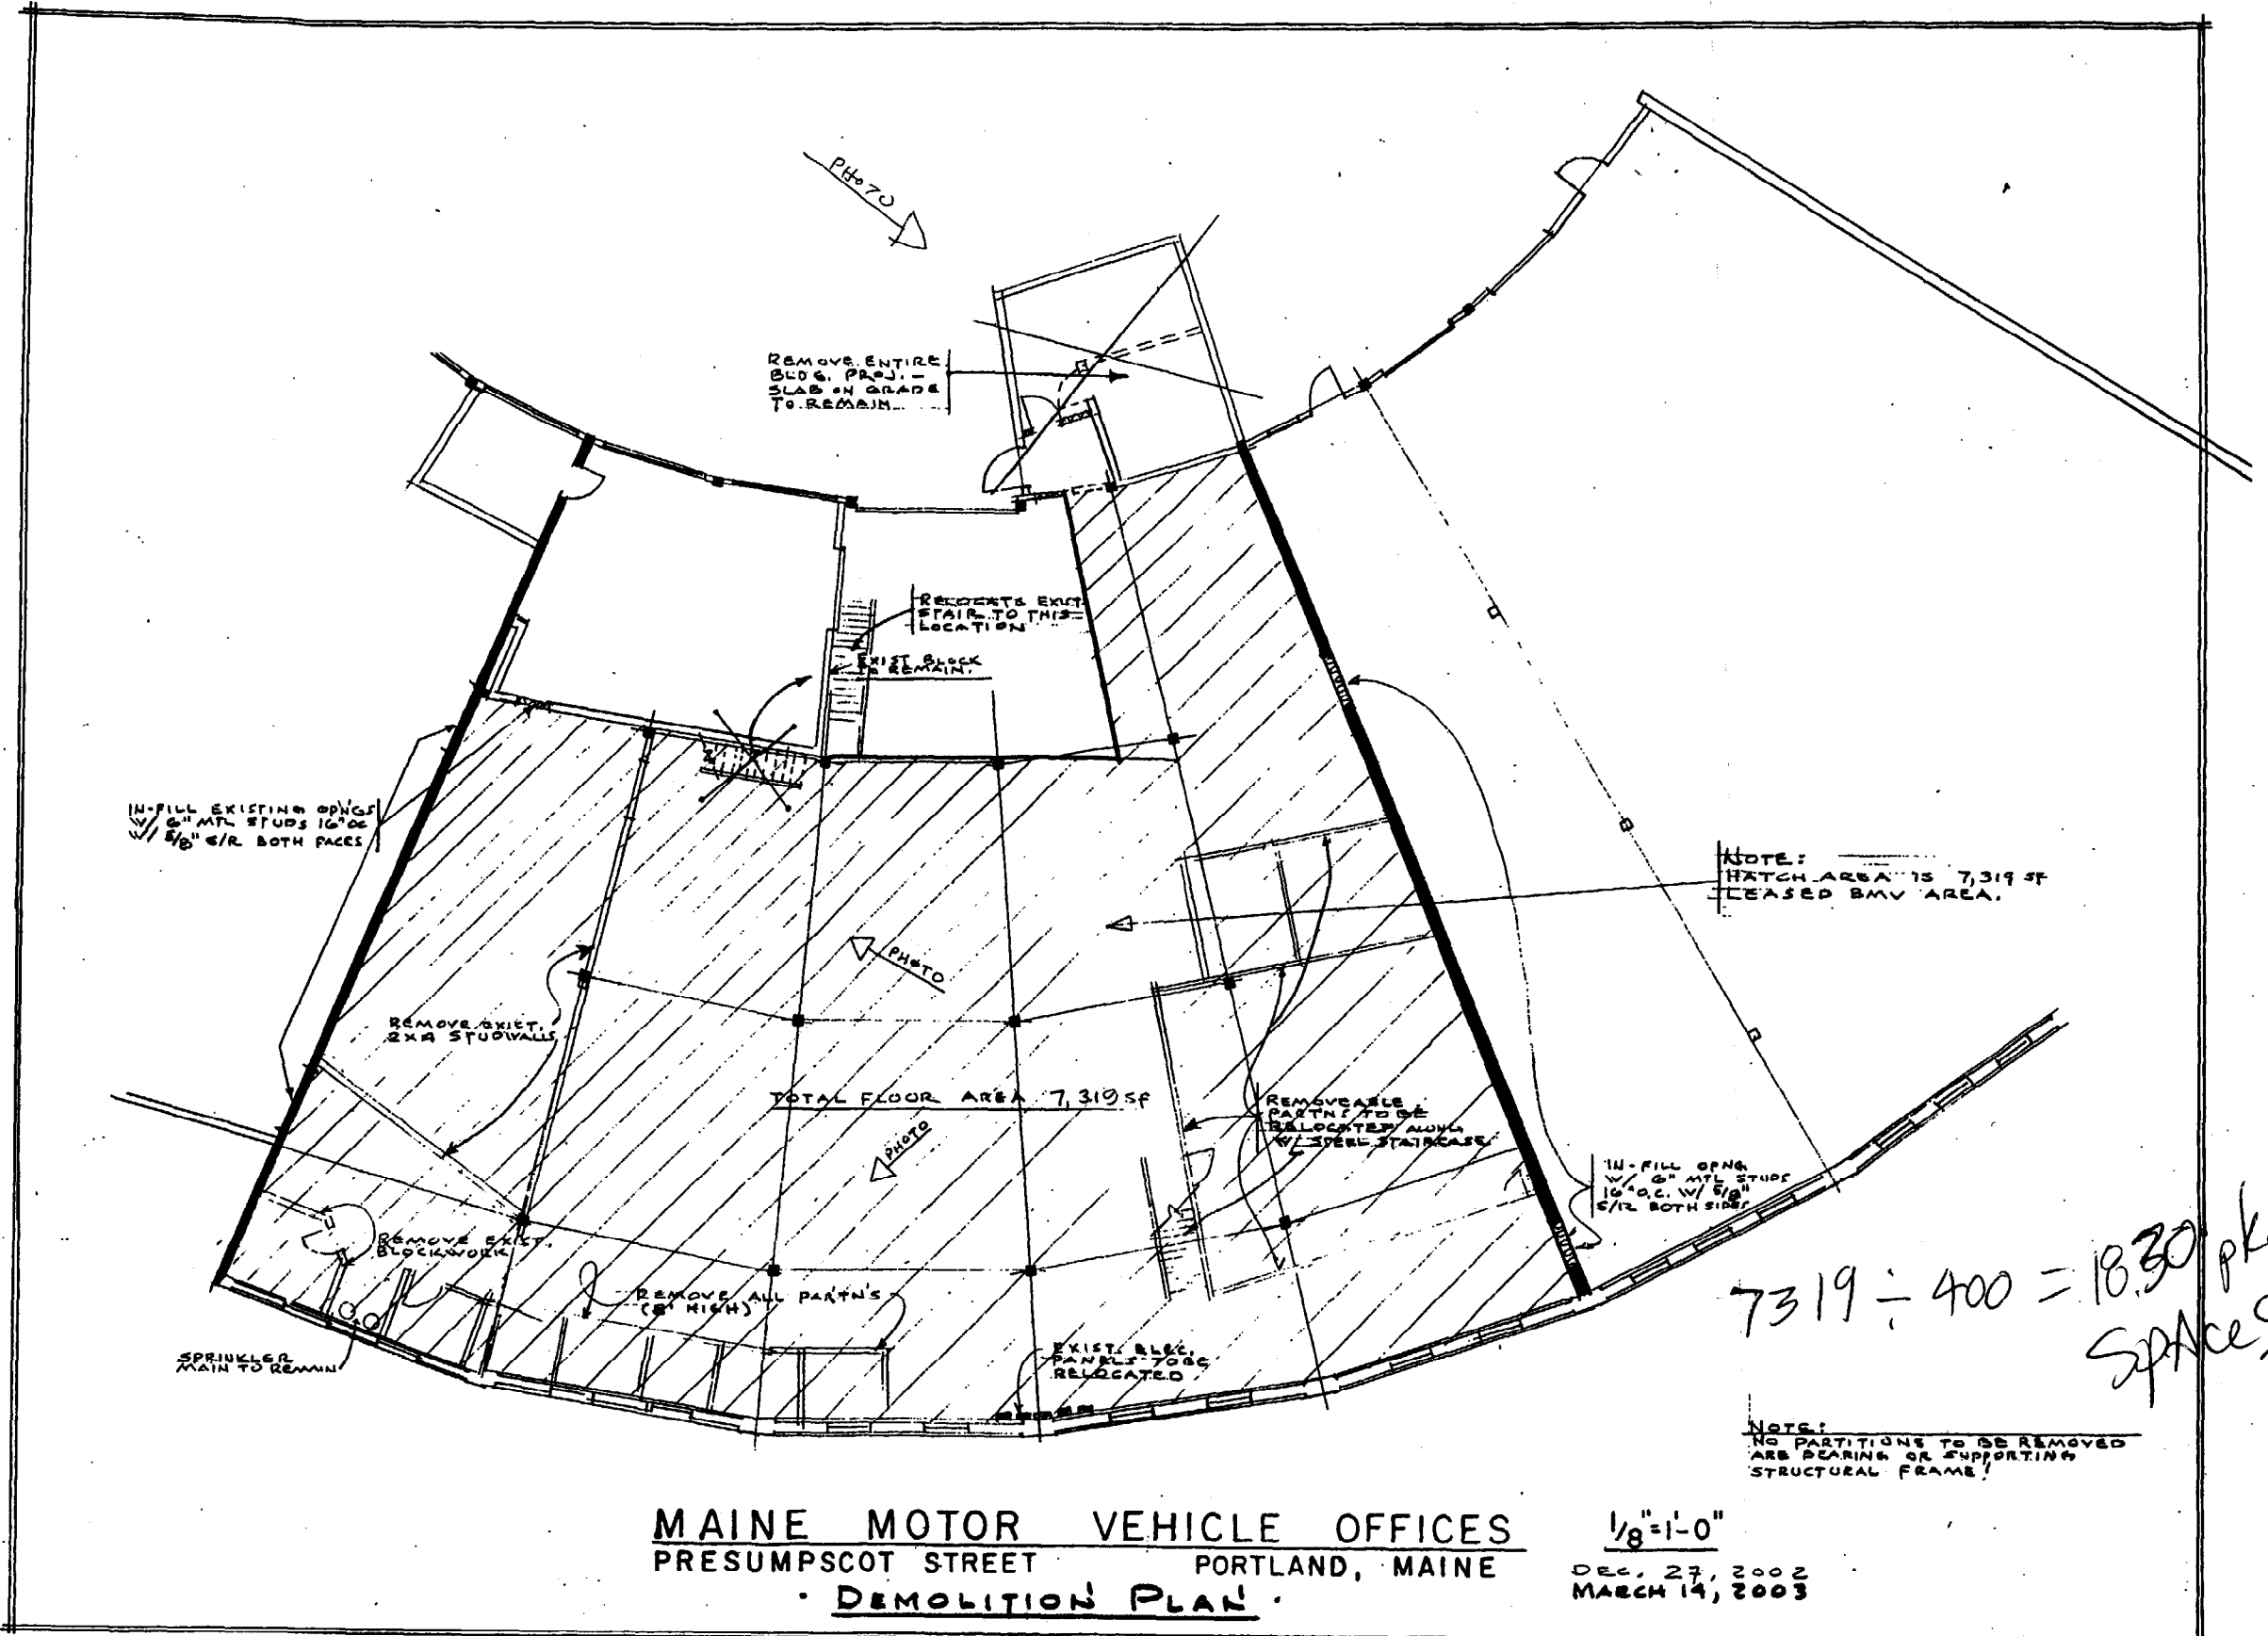 PHOTO
REMOVE ENTIRE
BLDG. PROJ. -
SLAB ON GRADE
TO REMAIN
RELOCATE EXIST.
STAIR TO THIS
LOCATION
EXIST BLOCK
TO REMAIN.
IN-FILL EXISTING OPN'GS
W/ 6" MTL STUDS 16" OC
W/ 5/8" S/R BOTH FACES
NOTE:
HATCH AREA IS 7,319 SF
LEASED BMV AREA.
PHOTO
REMOVE EXIST.
2X4 STUDWALLS
TOTAL FLOOR AREA 7,319 SF
REMOVEABLE
PARTNS TO BE
RELOCATED ALONG
W/ STEEL STAIRCASE
PHOTO
IN-FILL OPNG
W/ 6" MTL STUDS
16" O.C. W/ 5/8"
S/R BOTH SIDES
REMOVE EXIST.
BLOCKWORK
REMOVE ALL PARTN'S
(8' HIGH)
SPRINKLER
MAIN TO REMAIN
EXIST. ELEC.
PANELS TO BE
RELOCATED
7319 ÷ 400 = 18.30 pk
SPACES
NOTE:
NO PARTITIONS TO BE REMOVED
ARE BEARING OR SUPPORTING
STRUCTURAL FRAME!
MAINE MOTOR VEHICLE OFFICES
1/8"=1'-0"
PRESUMPSCOT STREET PORTLAND, MAINE
DEC. 27, 2002
MARCH 14, 2003
· DEMOLITION PLAN ·